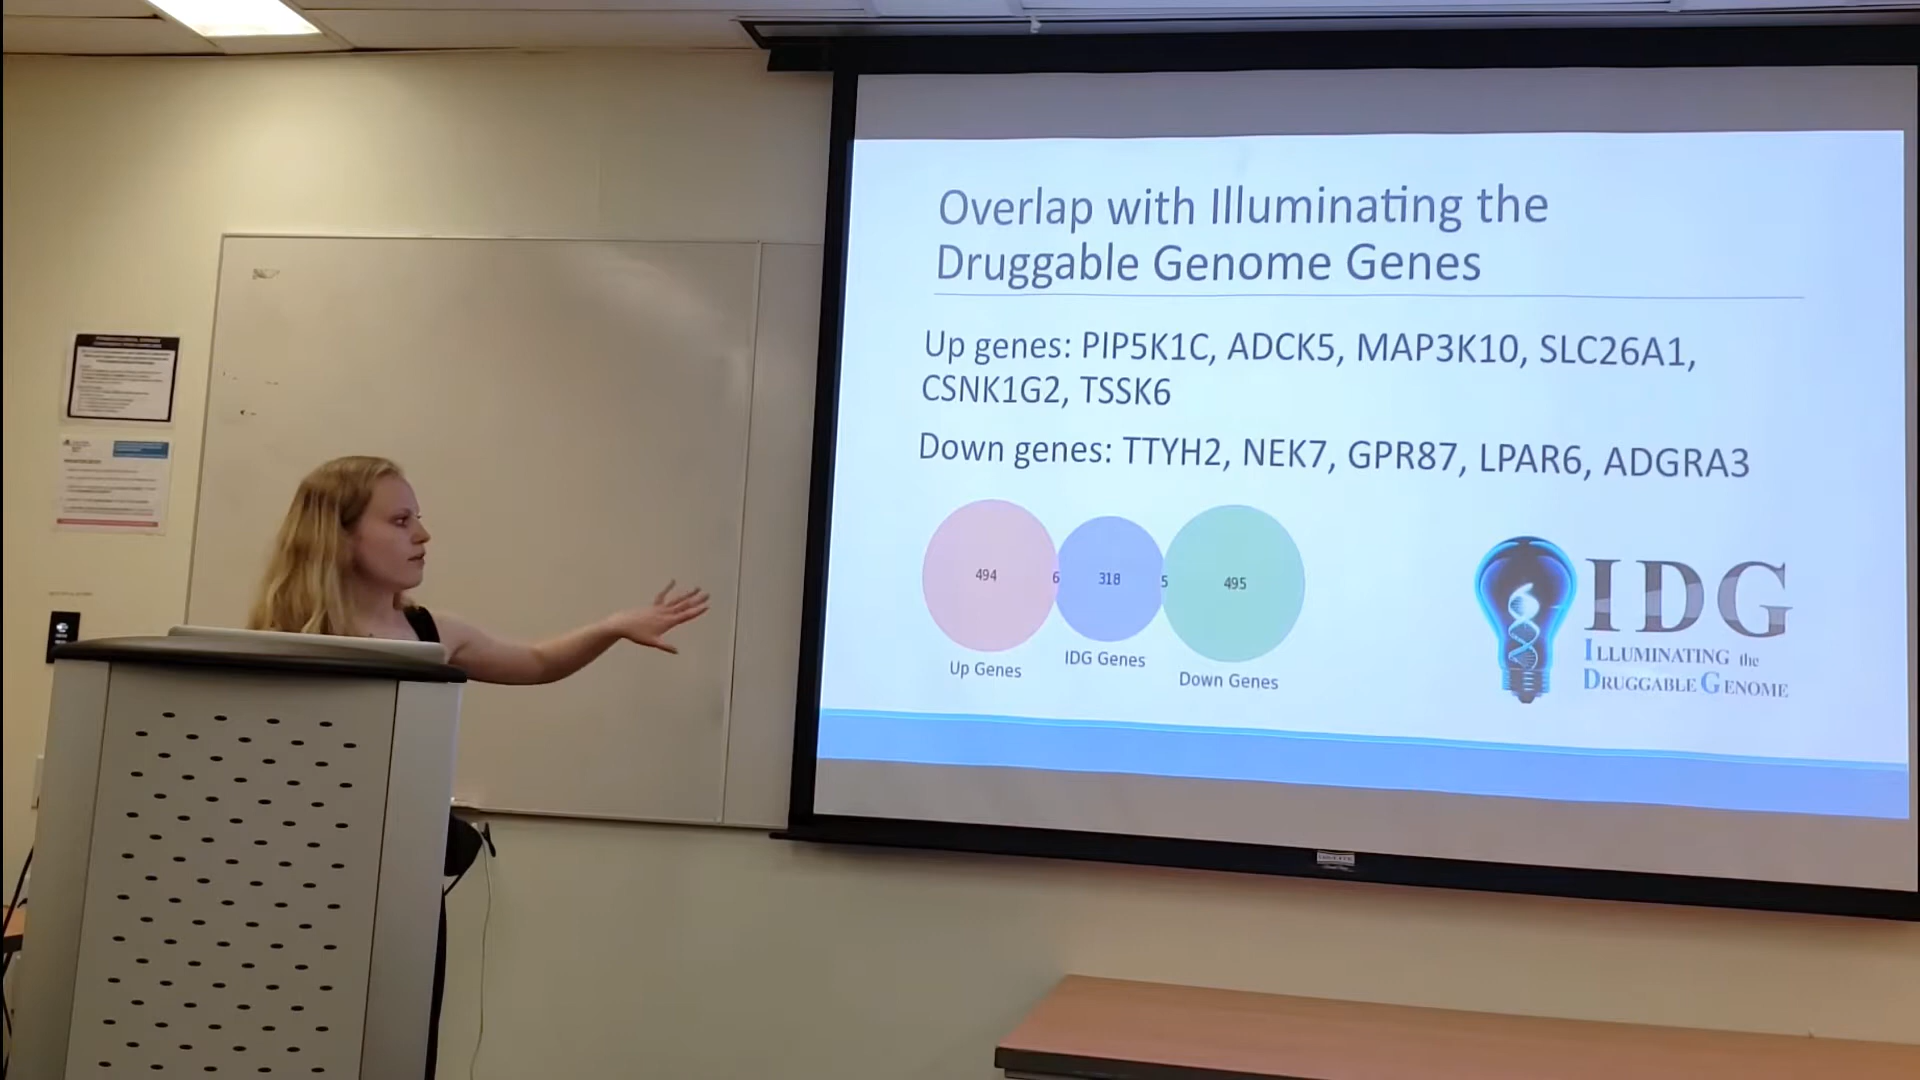 Overlap with Illuminating the
Druggable Genome Genes
Up genes: PIP5K1C, ADCK5, MAP3K10, SLC26A1,
CSNK1G2, TSSK6
Down genes: TTYH2, NEK7, GPR87, LPAR6, ADGRA3
494 6 318 5 495
Up Genes IDG Genes Down Genes
IDG
ILLUMINATING the
DRUGGABLE GENOME